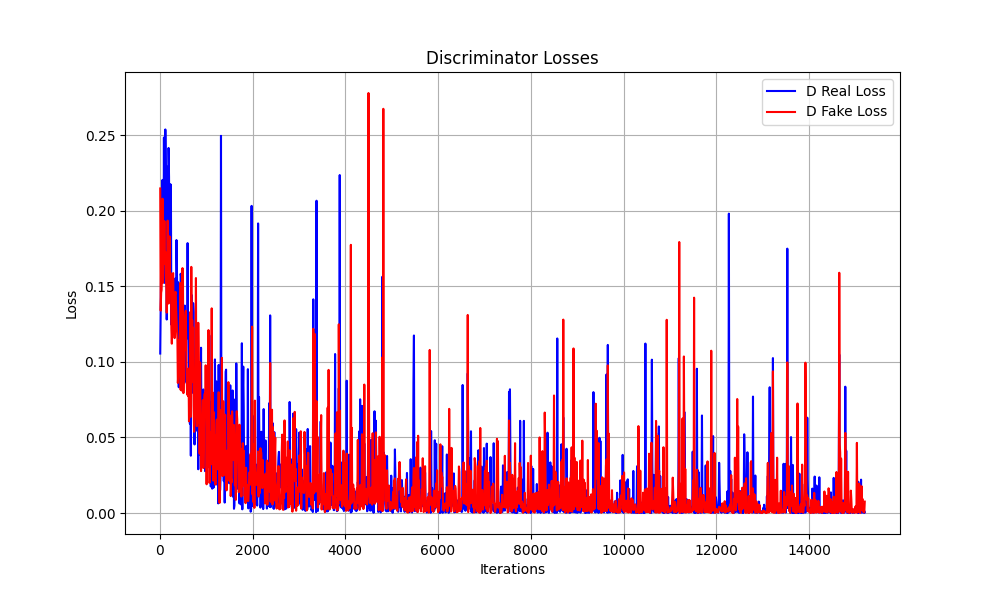 Discriminator Losses
D Real Loss
D Fake Loss
Loss
0.25
0.20
0.15
0.10
0.05
0.00
0 2000 4000 6000 8000 10000 12000 14000
Iterations